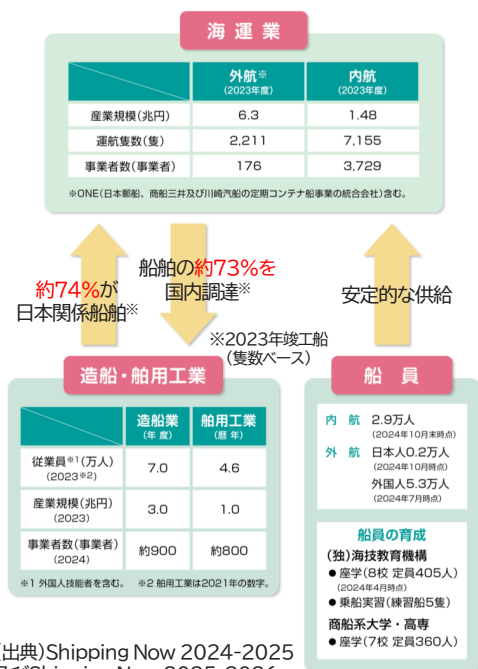 海運業
外航※ 内航
(2023年度) (2023年度)
産業規模(兆円) 6.3 1.48
運航隻数(隻) 2,211 7,155
事業者数(事業者) 176 3,729
※ONE(日本郵船、商船三井及び川崎汽船の定期コンテナ船事業の統合会社)含む。
約74%が
日本関係船舶※
船舶の約73%を
国内調達※
安定的な供給
※2023年竣工船
(隻数ベース)
造船・舶用工業
造船業 舶用工業
(年度) (暦年)
従業員※1(万人) 7.0 4.6
(2023※2)
産業規模(兆円) 3.0 1.0
(2023)
事業者数(事業者) 約900 約800
(2024)
※1 外国人技能者を含む。 ※2 舶用工業は2021年の数字。
船員
内航 2.9万人
(2024年10月末時点)
外航 日本人0.2万人
(2024年10月時点)
外国人5.3万人
(2024年7月時点)
船員の育成
(独)海技教育機構
●座学(8校 定員405人)
(2024年4月時点)
●乗船実習(練習船5隻)
商船系大学・高専
●座学(7校 定員360人)
(出典)Shipping Now 2024-2025
Shipping Now 2025-2026